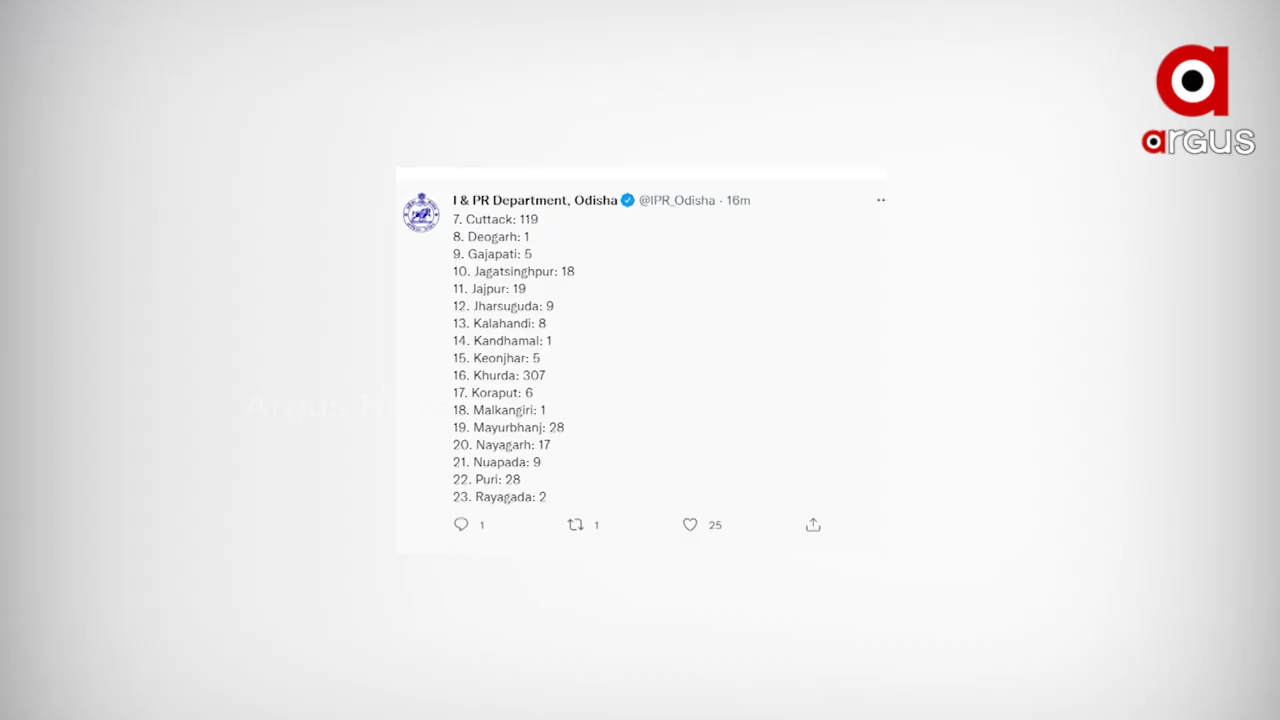 argus
I & PR Department, Odisha @IPR_Odisha · 16m
7. Cuttack: 119
8. Deogarh: 1
9. Gajapati: 5
10. Jagatsinghpur: 18
11. Jajpur: 19
12. Jharsuguda: 9
13. Kalahandi: 8
14. Kandhamal: 1
15. Keonjhar: 5
16. Khurda: 307
17. Koraput: 6
18. Malkangiri: 1
19. Mayurbhanj: 28
20. Nayagarh: 17
21. Nuapada: 9
22. Puri: 28
23. Rayagada: 2
1 1 25
Argus